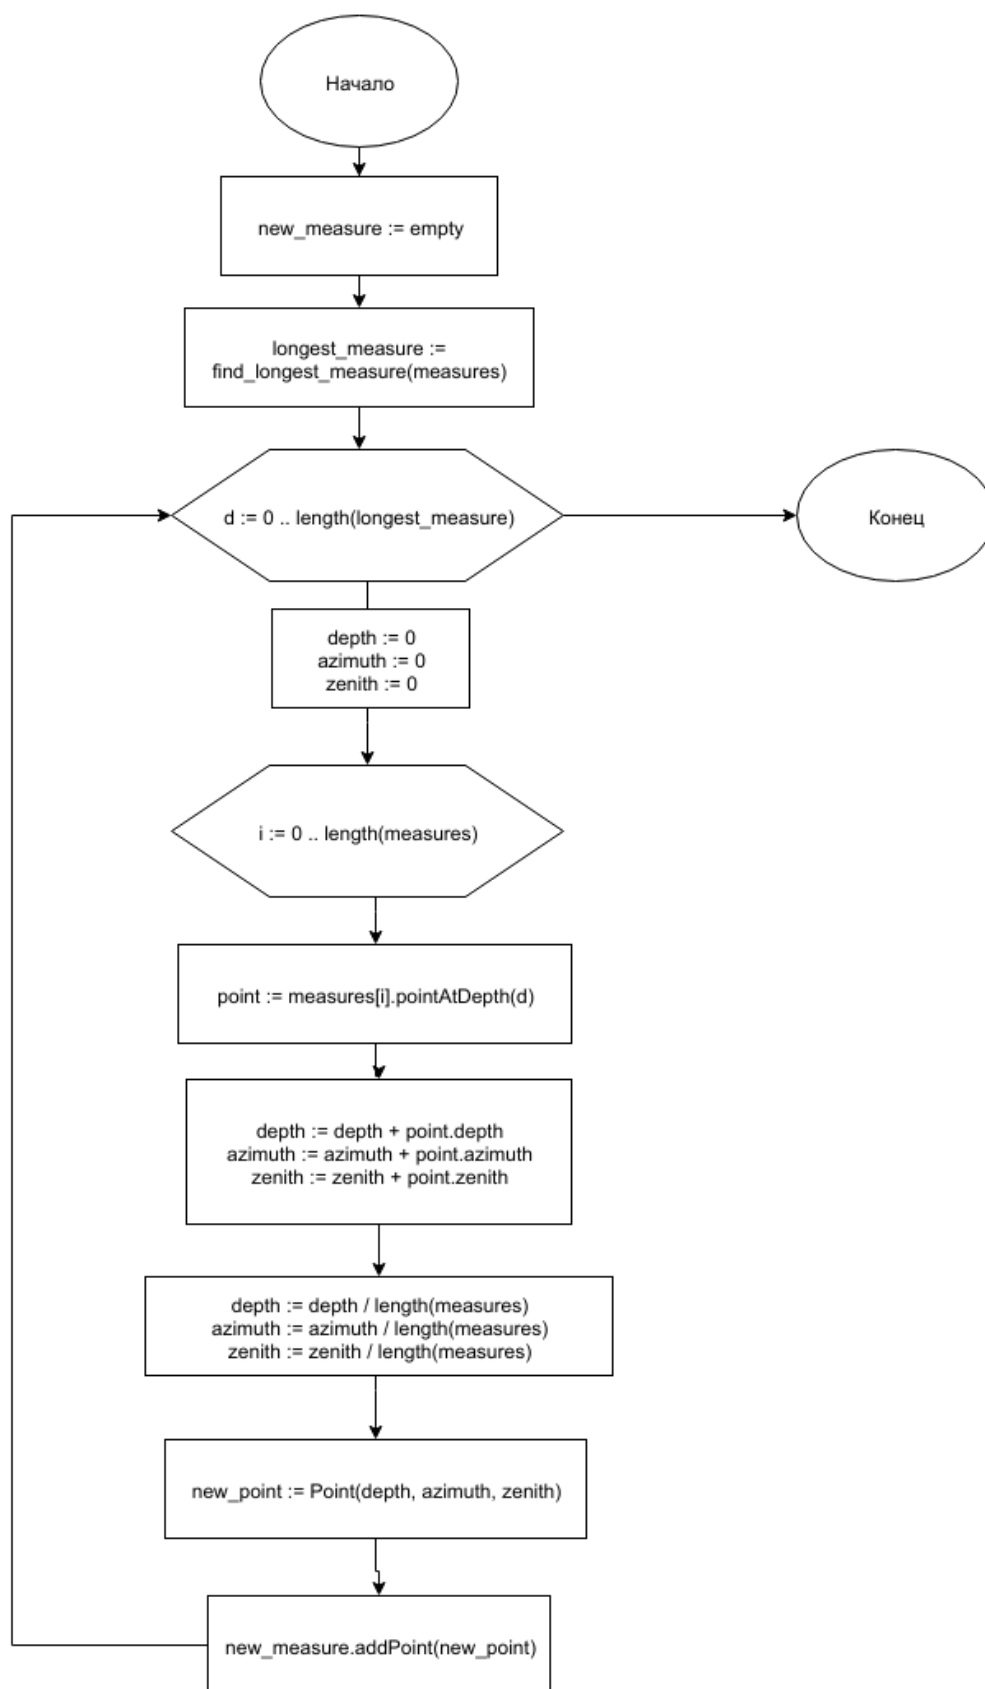 Начало
new_measure := empty
longest_measure :=
find_longest_measure(measures)
d := 0 .. length(longest_measure)
Конец
depth := 0
azimuth := 0
zenith := 0
i := 0 .. length(measures)
point := measures[i].pointAtDepth(d)
depth := depth + point.depth
azimuth := azimuth + point.azimuth
zenith := zenith + point.zenith
depth := depth / length(measures)
azimuth := azimuth / length(measures)
zenith := zenith / length(measures)
new_point := Point(depth, azimuth, zenith)
new_measure.addPoint(new_point)